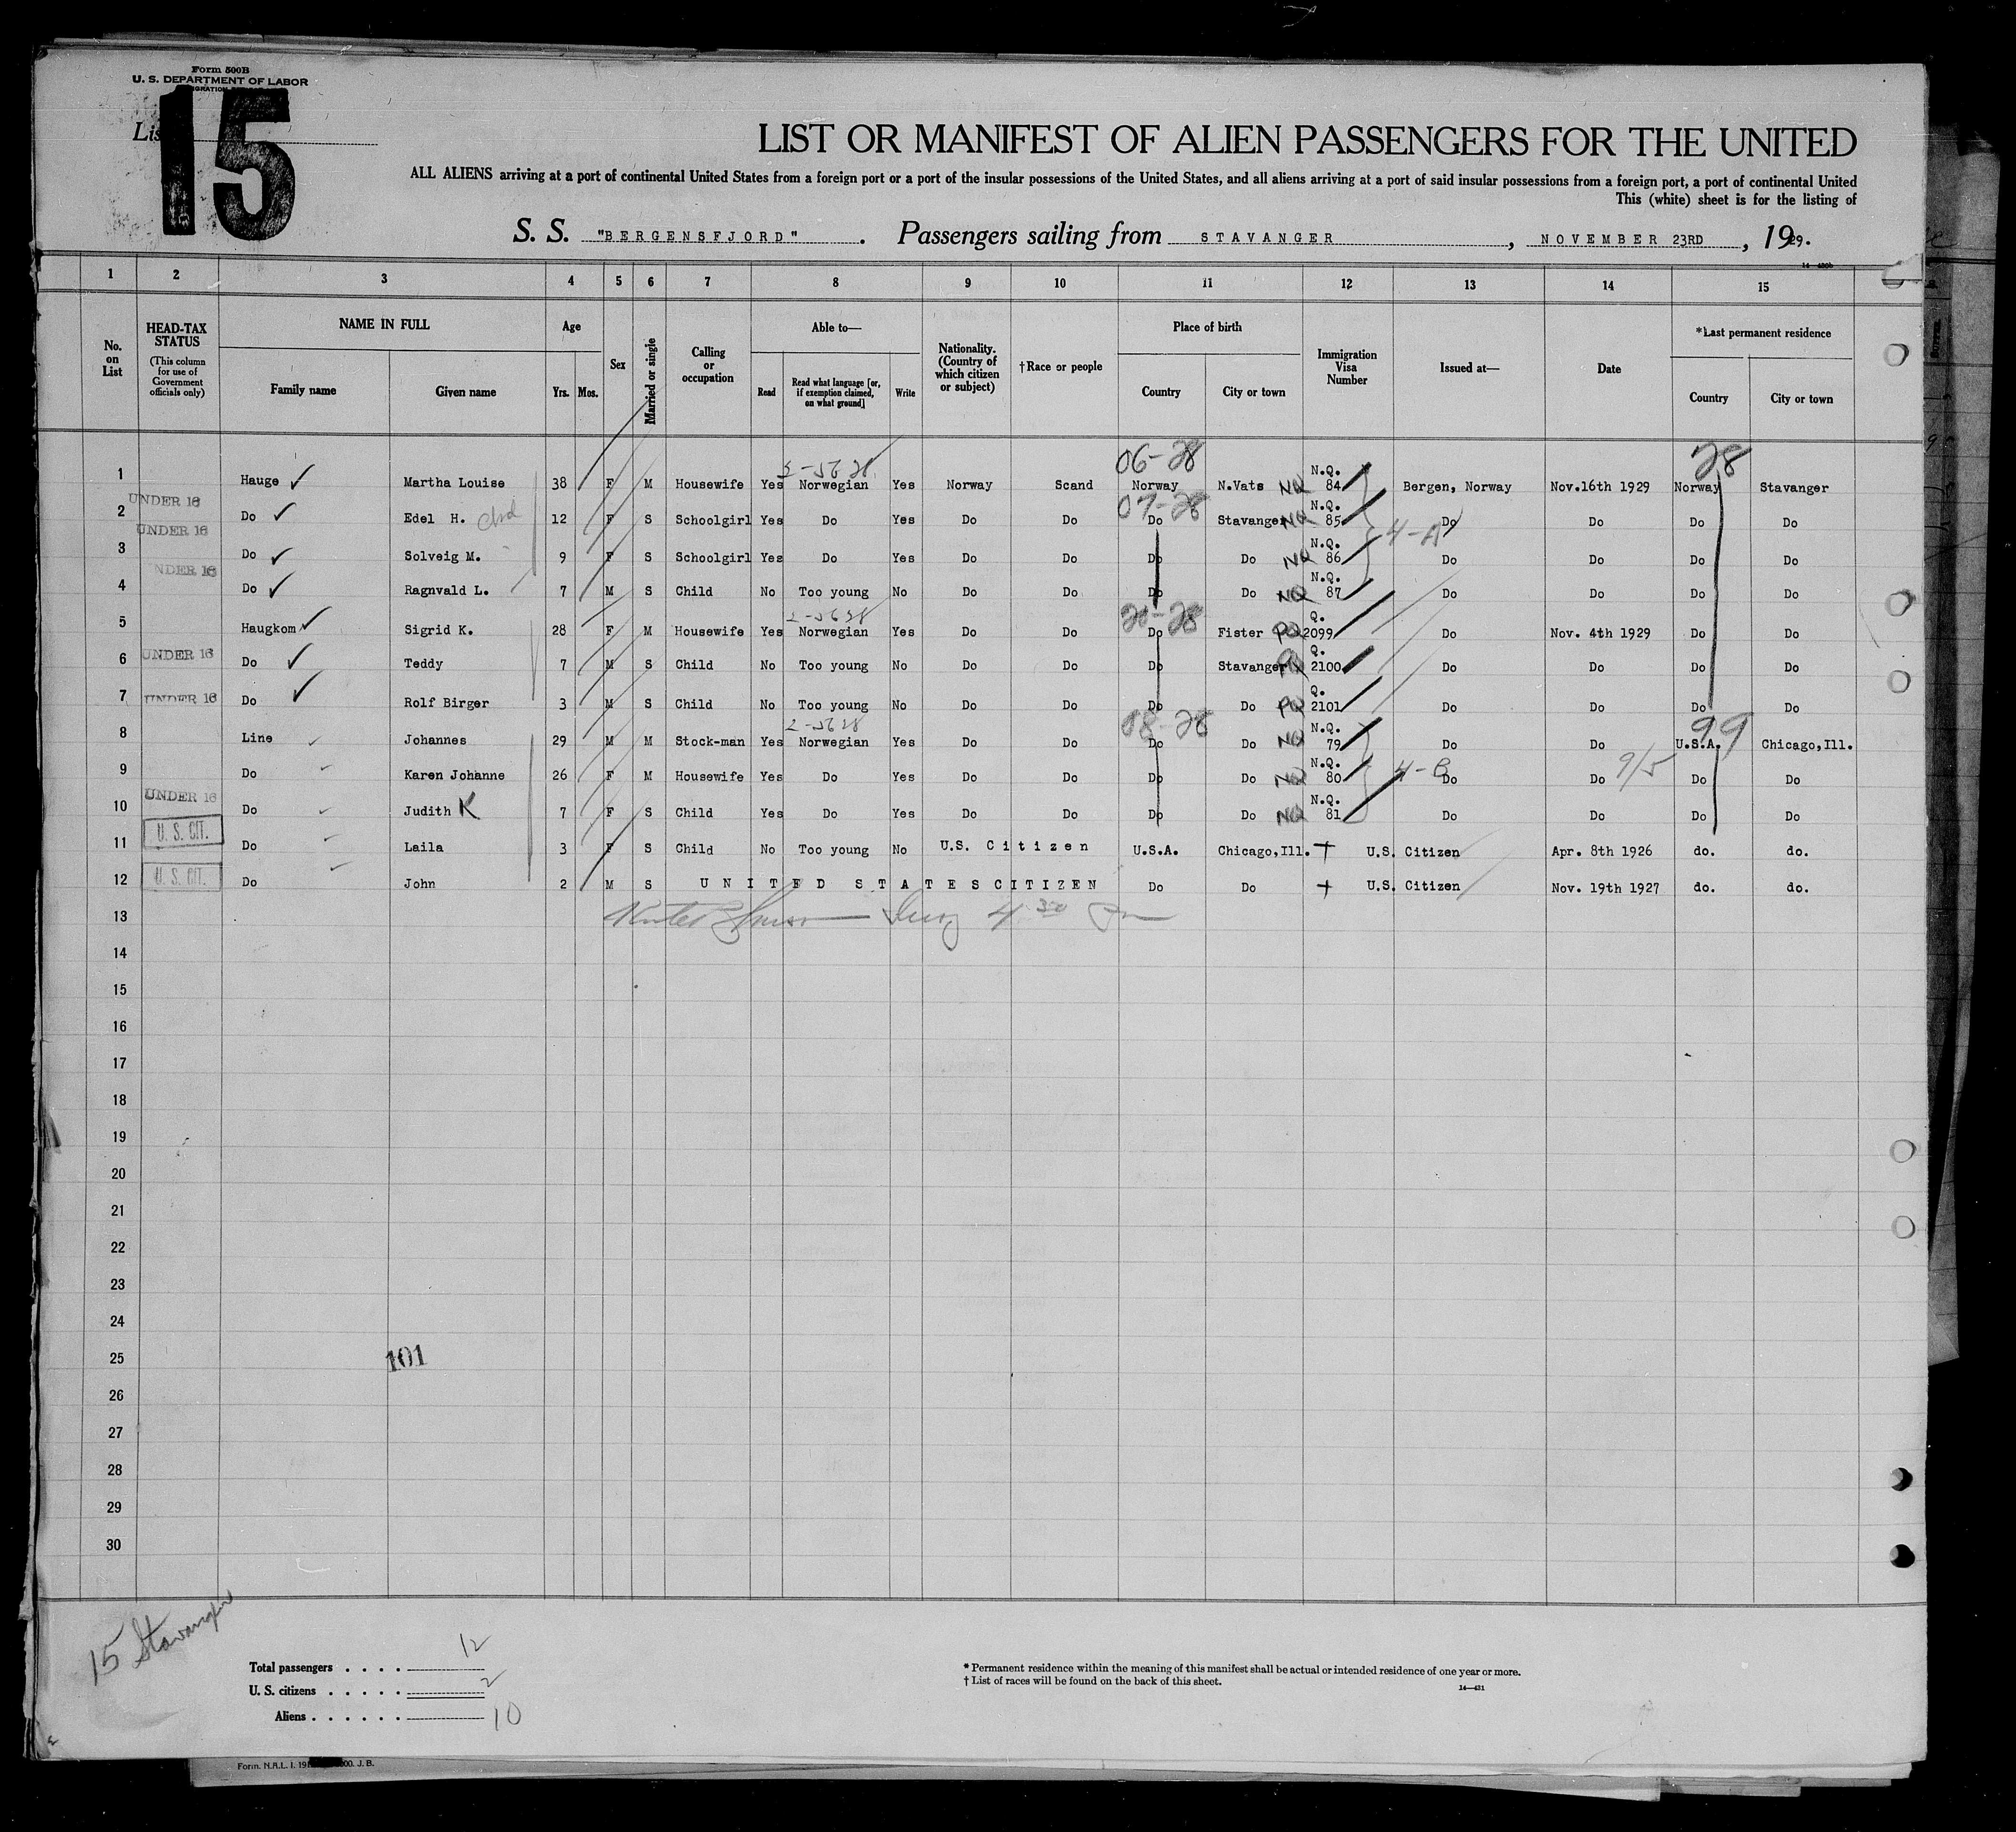 Form 500B
U. S. DEPARTMENT OF LABOR
15
LIST OR MANIFEST OF ALIEN PASSENGERS FOR THE UNITED
ALL ALIENS arriving at a port of continental United States from a foreign port or a port of the insular possessions of the United States, and all aliens arriving at a port of said insular possessions from a foreign port, a port of continental United
This (white) sheet is for the listing of
S. S. "BERGENSFJORD" . Passengers sailing from STAVANGER , NOVEMBER 23RD , 1929.
1 2 3 4 5 6 7 8 9 10 11 12 13 14 15
No. on List
HEAD-TAX STATUS
(This column for use of Government officials only)
NAME IN FULL
Family name Given name
Age
Yrs. Mos.
Sex
Married or single
Calling or occupation
Able to—
Read Read what language [or, if exemption claimed, on what ground] Write
Nationality. (Country of which citizen or subject)
†Race or people
Place of birth
Country City or town
Immigration Visa Number
Issued at—
Date
*Last permanent residence
Country City or town
06-28 28
1 Hauge Martha Louise 38 F M Housewife Yes Norwegian Yes Norway Scand Norway N.Vats NQ N.Q. 84 Bergen, Norway Nov.16th 1929 Norway Stavanger
07-28
2 UNDER 16 Do Edel H. 12 F S Schoolgirl Yes Do Yes Do Do Do Stavanger NQ N.Q. 85 4-A Do Do Do Do
3 UNDER 16 Do Solveig M. 9 F S Schoolgirl Yes Do Yes Do Do Do Do NQ N.Q. 86 Do Do Do Do
4 UNDER 16 Do Ragnvald L. 7 M S Child No Too young No Do Do Do Do NQ N.Q. 87 Do Do Do Do
5 Haugkom Sigrid K. 28 F M Housewife Yes Norwegian Yes Do Do Do Fister Q. 2099 Do Nov. 4th 1929 Do Do
6 UNDER 16 Do Teddy 7 M S Child No Too young No Do Do Do Stavanger Q. 2100 Do Do Do Do
7 UNDER 16 Do Rolf Birger 3 M S Child No Too young No Do Do Do Do Q. 2101 Do Do Do Do
08-28 99
8 Line Johannes 29 M M Stock-man Yes Norwegian Yes Do Do Do Do NQ N.Q. 79 Do Do U.S.A. Chicago,Ill.
9 Do Karen Johanne 26 F M Housewife Yes Do Yes Do Do Do Do NQ N.Q. 80 4-B Do Do 9/5 Do Do
10 UNDER 16 Do Judith K 7 F S Child Yes Do Yes Do Do Do Do NQ N.Q. 81 Do Do Do Do
11 U. S. CIT. Do Laila 3 F S Child No Too young No U.S. Citizen U.S.A. Chicago,Ill. U.S. Citizen Apr. 8th 1926 do. do.
12 U. S. CIT. Do John 2 M S UNITED STATES CITIZEN Do Do U.S. Citizen Nov. 19th 1927 do. do.
13
14
15
16
17
18
19
20
21
22
23
24
25 101
26
27
28
29
30
15 Stavanger
Total passengers . . . . 12
U. S. citizens . . . . . 2
Aliens . . . . . . 10
* Permanent residence within the meaning of this manifest shall be actual or intended residence of one year or more.
† List of races will be found on the back of this sheet.
14—431